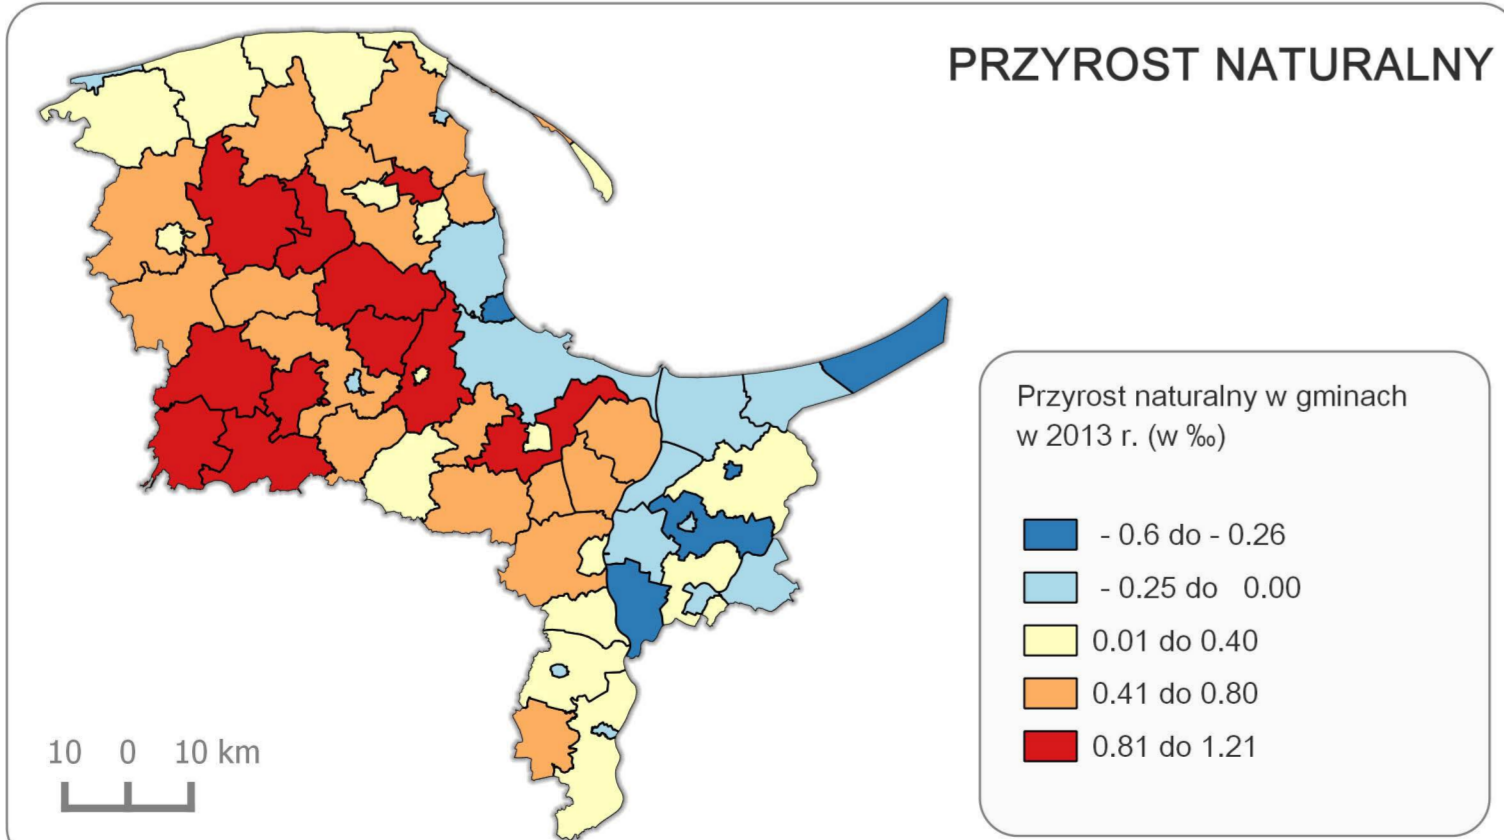 PRZYROST NATURALNY
Przyrost naturalny w gminach
w 2013 r. (w ‰)
- 0.6 do - 0.26
- 0.25 do 0.00
0.01 do 0.40
0.41 do 0.80
0.81 do 1.21
10 0 10 km